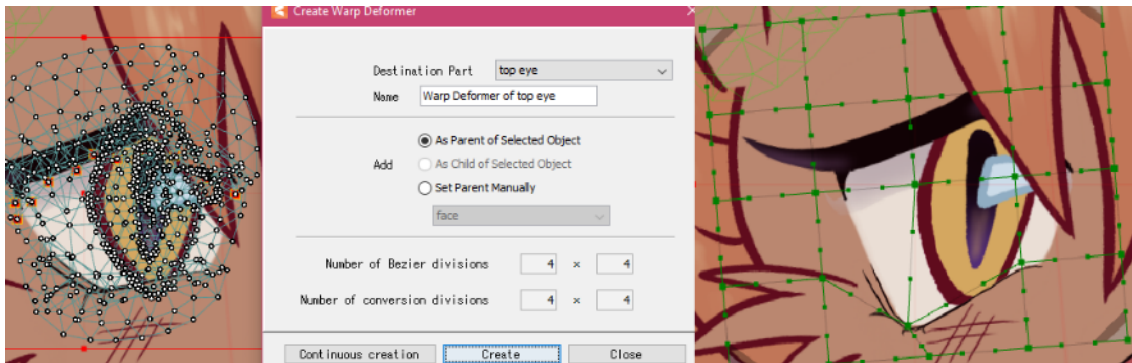 Create Warp Deformer
Destination Part top eye
Name Warp Deformer of top eye
As Parent of Selected Object
Add As Child of Selected Object
Set Parent Manually
face
Number of Bezier divisions 4 × 4
Number of conversion divisions 4 × 4
Continuous creation Create Close